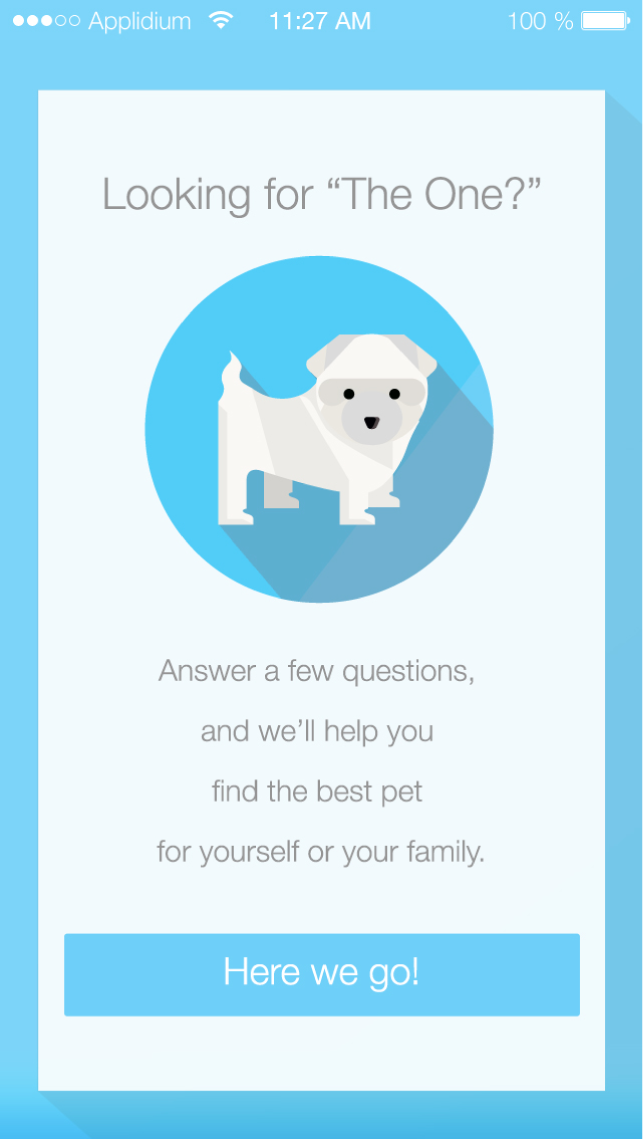 Applidium 11:27 AM 100 %
Looking for “The One?”
Answer a few questions,
and we’ll help you
find the best pet
for yourself or your family.
Here we go!